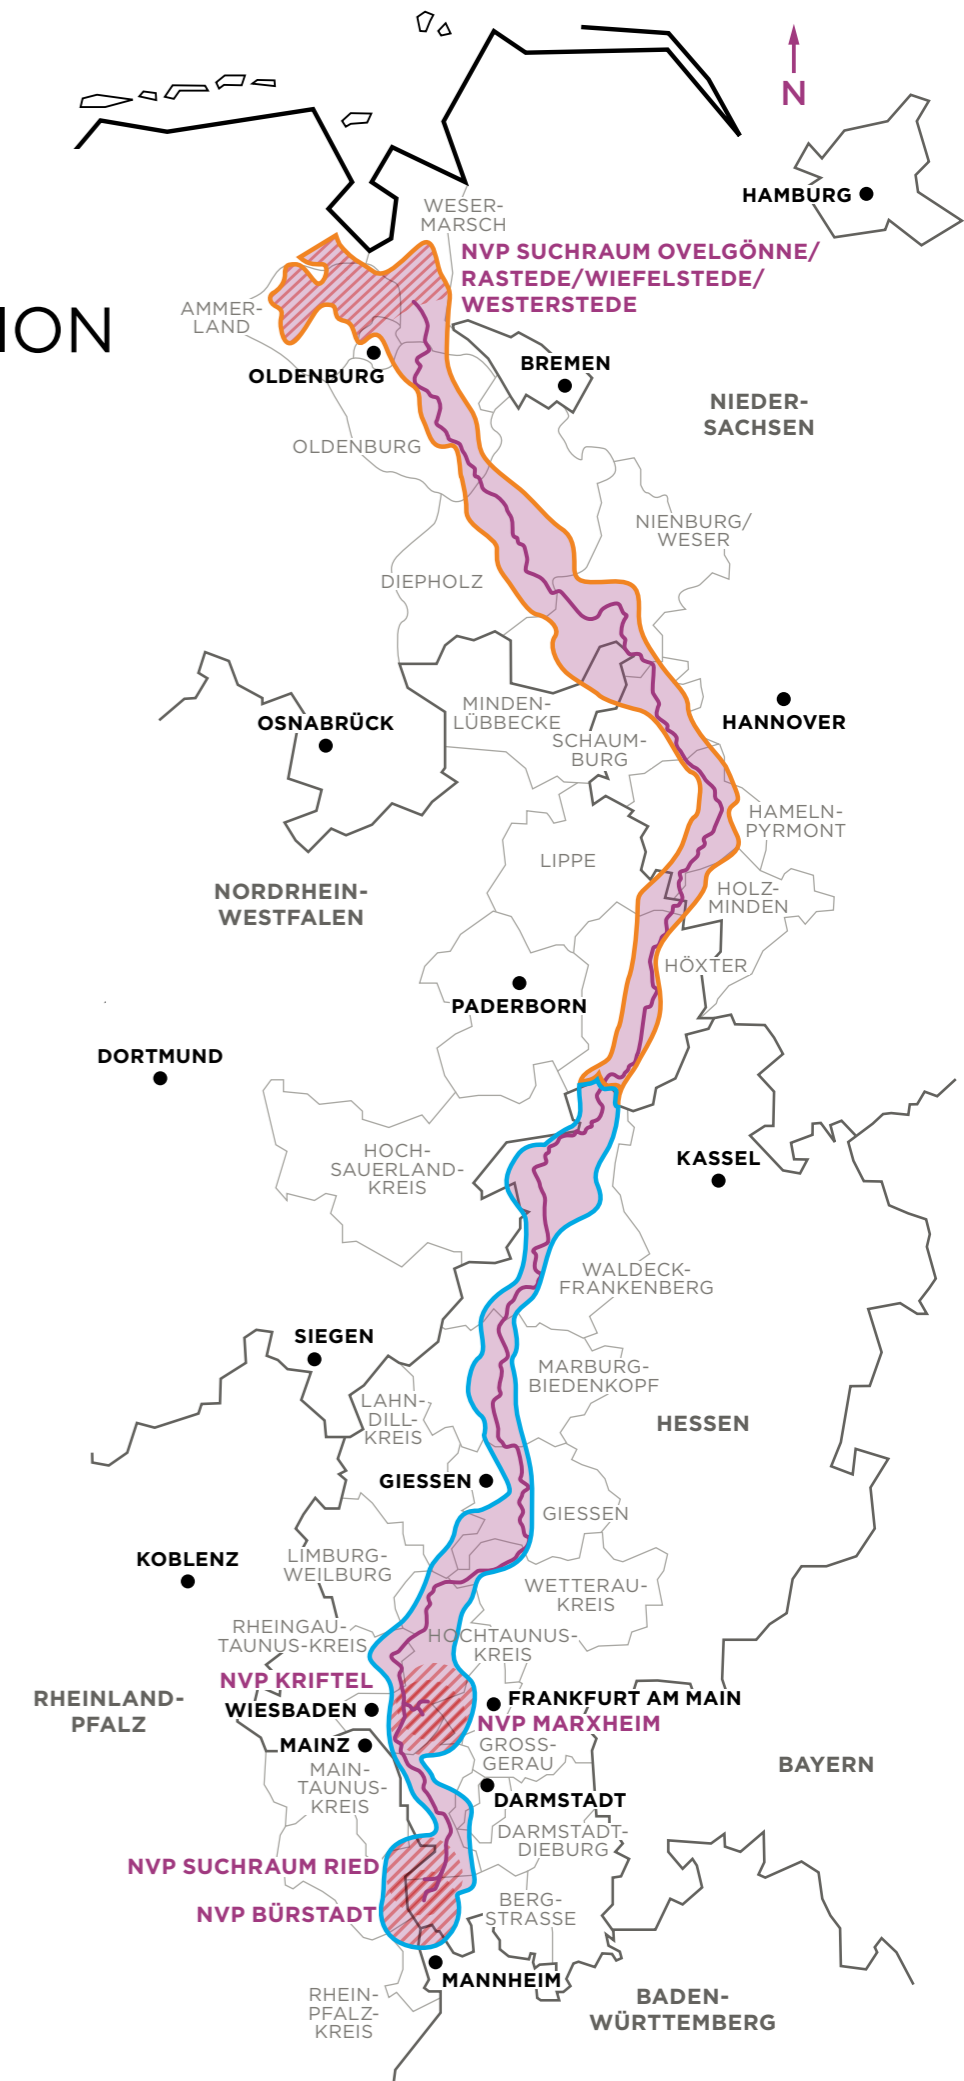 N
HAMBURG
WESER-
MARSCH
NVP SUCHRAUM OVELGÖNNE/
RASTEDE/WIEFELSTEDE/
WESTERSTEDE
AMMER-
LAND
ION
OLDENBURG
BREMEN
NIEDER-
SACHSEN
OLDENBURG
NIENBURG/
WESER
DIEPHOLZ
MINDEN-
LÜBBECKE
OSNABRÜCK
HANNOVER
SCHAUM-
BURG
HAMELN-
PYRMONT
LIPPE
NORDRHEIN-
WESTFALEN
HOLZ-
MINDEN
HÖXTER
PADERBORN
DORTMUND
HOCH-
SAUERLAND-
KREIS
KASSEL
WALDECK-
FRANKENBERG
SIEGEN
MARBURG-
BIEDENKOPF
LAHN-
DILL-
KREIS
HESSEN
GIESSEN
GIESSEN
KOBLENZ
LIMBURG-
WEILBURG
WETTERAU-
KREIS
RHEINGAU-
TAUNUS-KREIS
HOCHTAUNUS-
KREIS
NVP KRIFTEL
RHEINLAND-
PFALZ
WIESBADEN
FRANKFURT AM MAIN
NVP MARXHEIM
MAINZ
GROSS-
GERAU
BAYERN
MAIN-
TAUNUS-
KREIS
DARMSTADT
DARMSTADT-
DIEBURG
NVP SUCHRAUM RIED
NVP BÜRSTADT
BERG-
STRASSE
MANNHEIM
RHEIN-
PFALZ-
KREIS
BADEN-
WÜRTTEMBERG